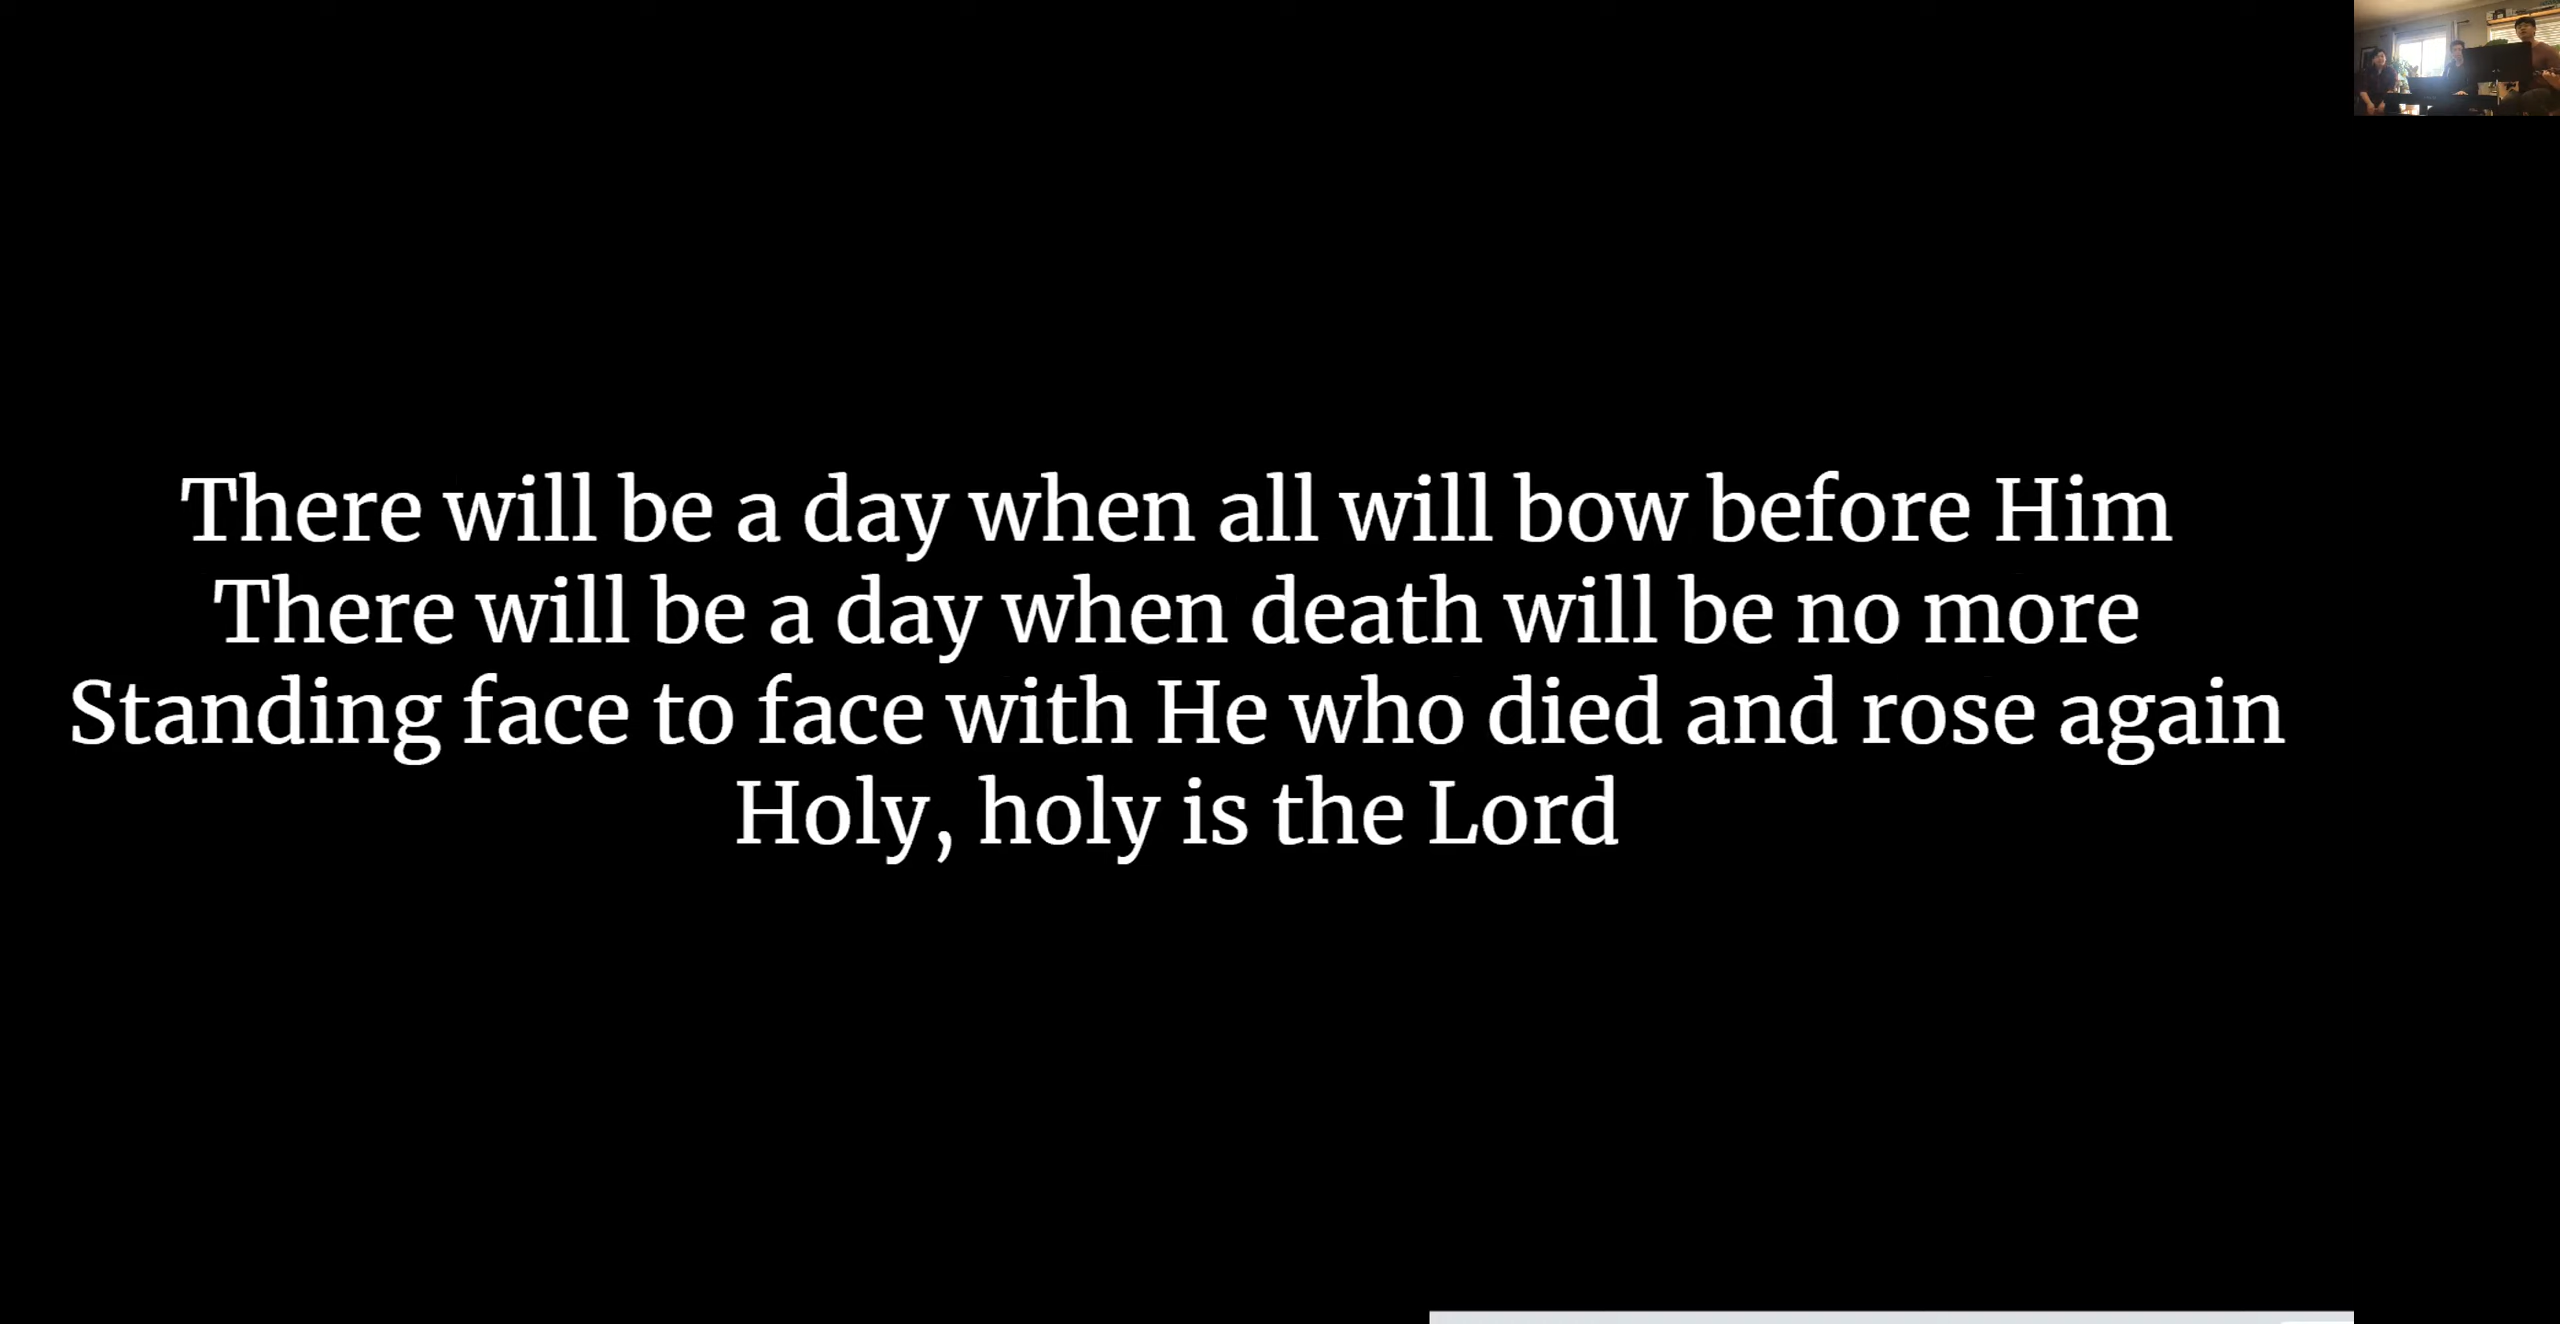 There will be a day when all will bow before Him
There will be a day when death will be no more
Standing face to face with He who died and rose again
Holy, holy is the Lord